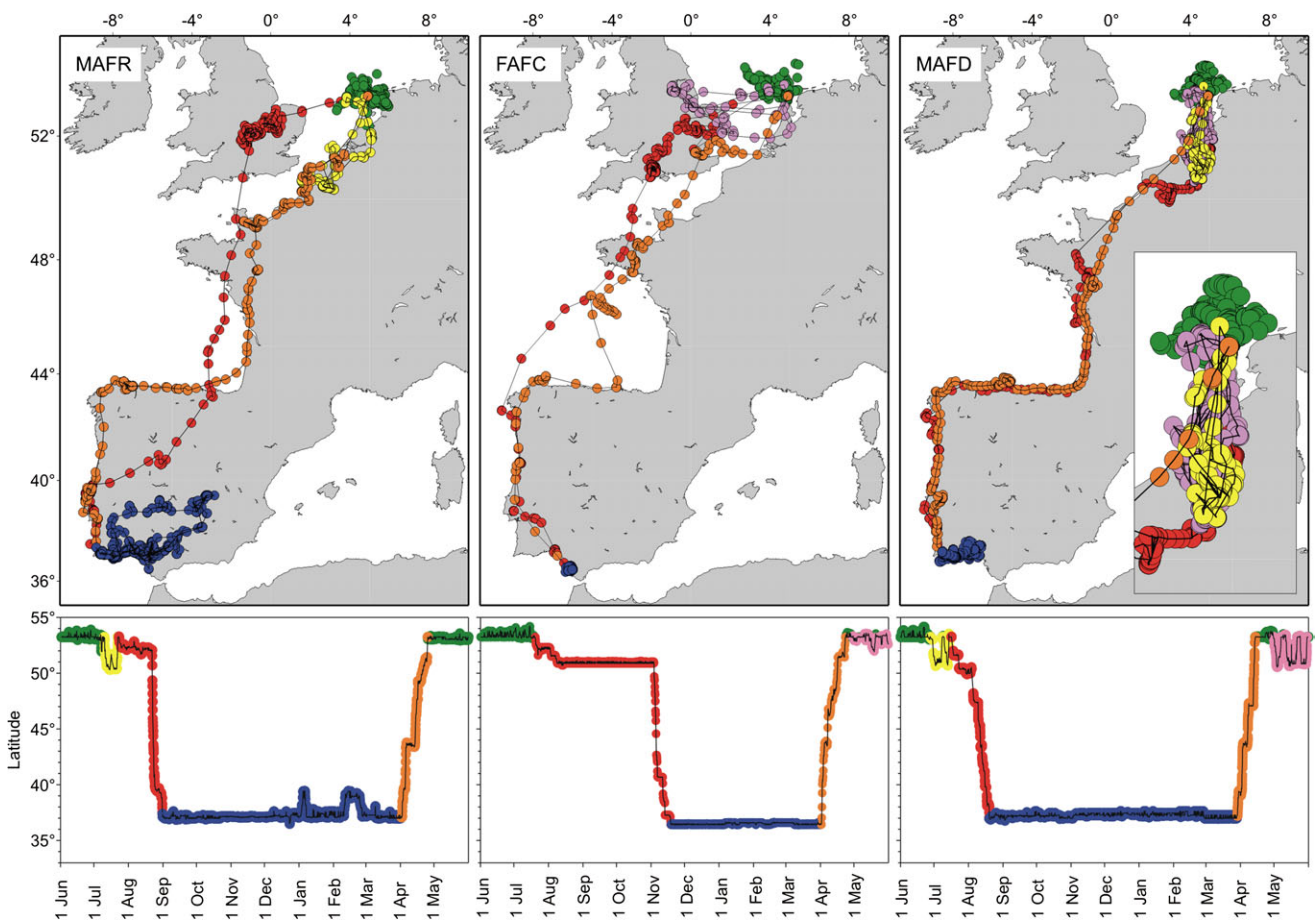 -8° -4° 0° 4° 8° -8° -4° 0° 4° 8° -8° -4° 0° 4° 8°
MAFR FAFC MAFD
52°
48°
44°
40°
36°
55°
50°
45°
40°
35°
Latitude
1 Jun 1 Jul 1 Aug 1 Sep 1 Oct 1 Nov 1 Dec 1 Jan 1 Feb 1 Mar 1 Apr 1 May
1 Jun 1 Jul 1 Aug 1 Sep 1 Oct 1 Nov 1 Dec 1 Jan 1 Feb 1 Mar 1 Apr 1 May
1 Jun 1 Jul 1 Aug 1 Sep 1 Oct 1 Nov 1 Dec 1 Jan 1 Feb 1 Mar 1 Apr 1 May